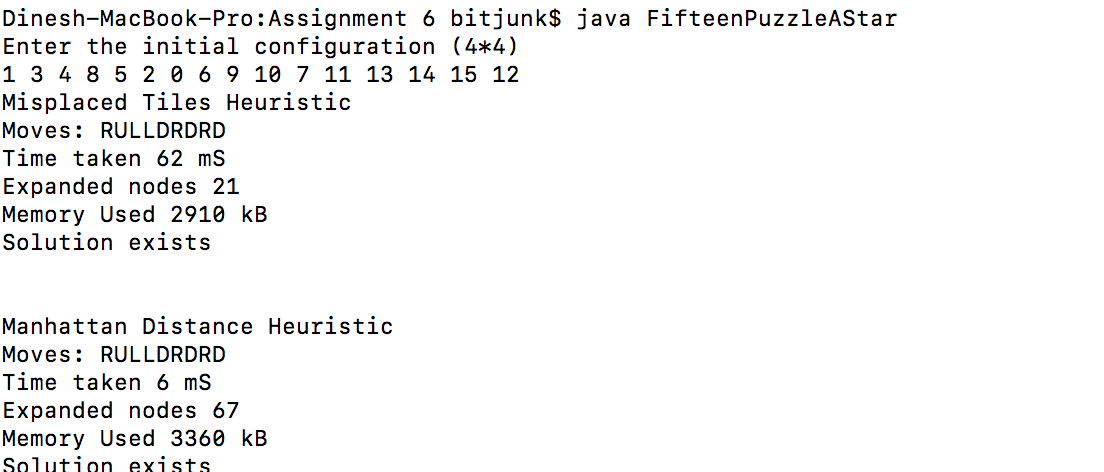 Dinesh-MacBook-Pro:Assignment 6 bitjunk$ java FifteenPuzzleAStar
Enter the initial configuration (4*4)
1 3 4 8 5 2 0 6 9 10 7 11 13 14 15 12
Misplaced Tiles Heuristic
Moves: RULLDRDRD
Time taken 62 mS
Expanded nodes 21
Memory Used 2910 kB
Solution exists
Manhattan Distance Heuristic
Moves: RULLDRDRD
Time taken 6 mS
Expanded nodes 67
Memory Used 3360 kB
Solution exists